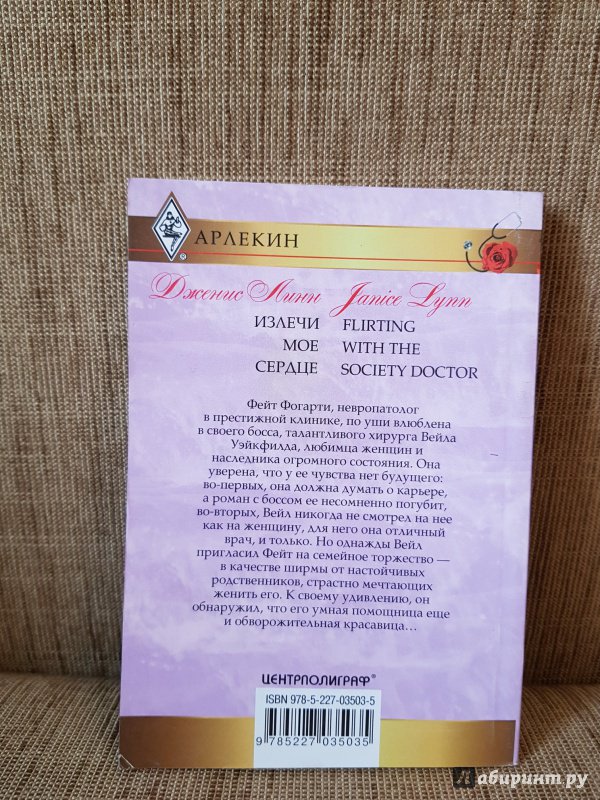 АРЛЕКИН
®
Дженис Линн Janice Lynn
ИЗЛЕЧИ FLIRTING
МОЕ WITH THE
СЕРДЦЕ SOCIETY DOCTOR
Фейт Фогарти, невропатолог
в престижной клинике, по уши влюблена
в своего босса, талантливого хирурга Вейла
Уэйкфилда, любимца женщин и
наследника огромного состояния. Она
уверена, что у ее чувства нет будущего:
во-первых, она должна думать о карьере,
а роман с боссом ее несомненно погубит,
во-вторых, Вейл никогда не смотрел на нее
как на женщину, для него она отличный
врач, и только. Но однажды Вейл
пригласил Фейт на семейное торжество —
в качестве ширмы от настойчивых
родственников, страстно мечтающих
женить его. К своему удивлению, он
обнаружил, что его умная помощница еще
и обворожительная красавица...
ЦЕНТРПОЛИГРАФ®
ISBN 978-5-227-03503-5
9 785227 035035
Лабиринт.ру